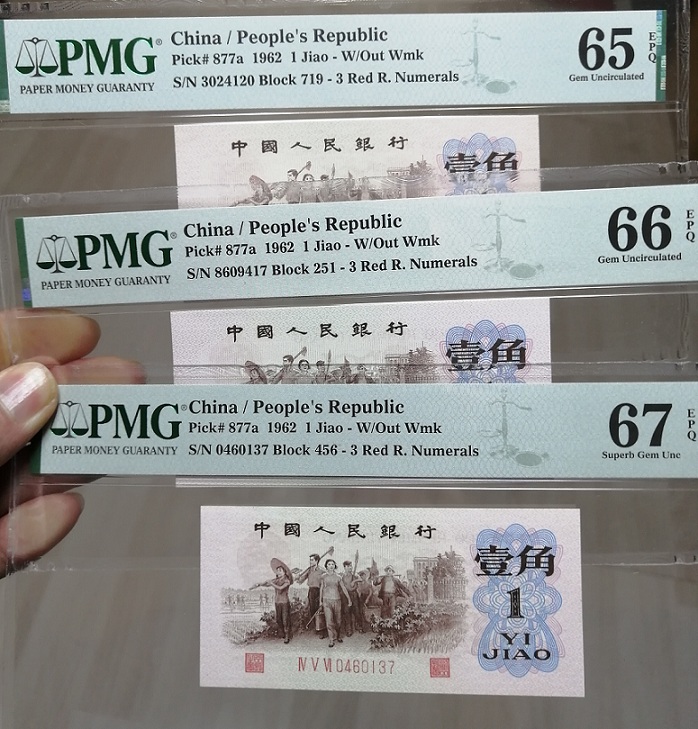 PMG
PAPER MONEY GUARANTY
China / People's Republic
Pick# 877a 1962 1 Jiao - W/Out Wmk
S/N 3024120 Block 719 - 3 Red R. Numerals
65
EPQ
Gem Uncirculated
中國人民銀行
壹角
PMG
PAPER MONEY GUARANTY
China / People's Republic
Pick# 877a 1962 1 Jiao - W/Out Wmk
S/N 8609417 Block 251 - 3 Red R. Numerals
66
EPQ
Gem Uncirculated
中國人民銀行
壹角
PMG
PAPER MONEY GUARANTY
China / People's Republic
Pick# 877a 1962 1 Jiao - W/Out Wmk
S/N 0460137 Block 456 - 3 Red R. Numerals
67
EPQ
Superb Gem Unc
中國人民銀行
壹角
1
YI
JIAO
Ⅳ Ⅴ Ⅵ 0460137